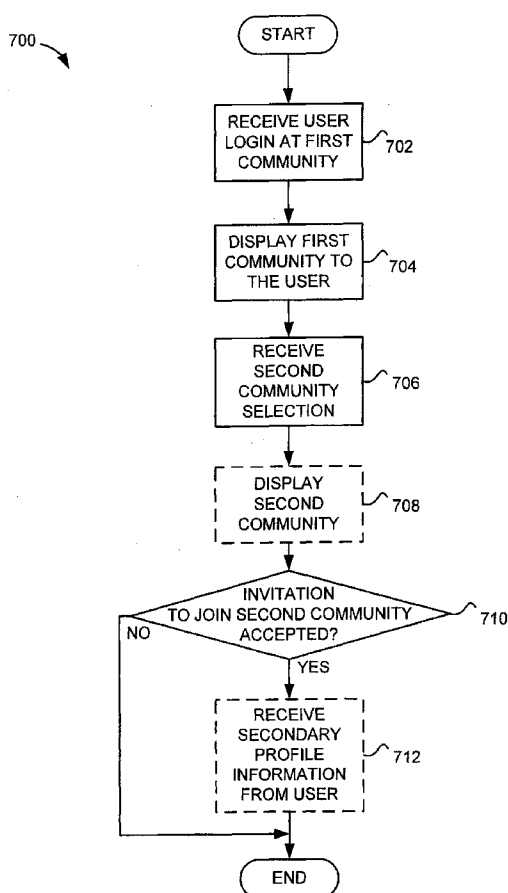 700
START
RECEIVE USER
LOGIN AT FIRST
COMMUNITY
702
DISPLAY FIRST
COMMUNITY TO
THE USER
704
RECEIVE
SECOND
COMMUNITY
SELECTION
706
DISPLAY
SECOND
COMMUNITY
708
INVITATION
TO JOIN SECOND COMMUNITY
ACCEPTED?
710
NO
YES
RECEIVE
SECONDARY
PROFILE
INFORMATION
FROM USER
712
END